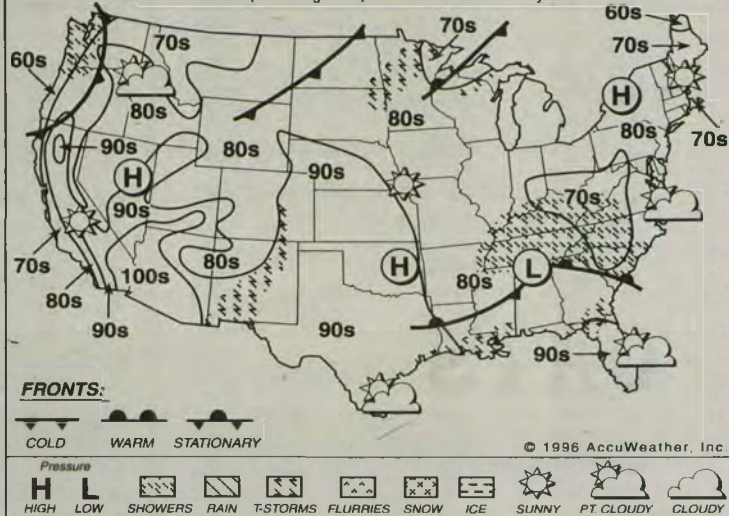 60s
70s
60s
70s
70s
80s
80s
70s
90s
80s
90s
80s
70s
H
H
90s
70s
100s
80s
80s
90s
H
80s
L
90s
90s
FRONTS:
COLD WARM STATIONARY
© 1996 AccuWeather, Inc
Pressure
H L
HIGH LOW SHOWERS RAIN T-STORMS FLURRIES SNOW ICE SUNNY PT. CLOUDY CLOUDY